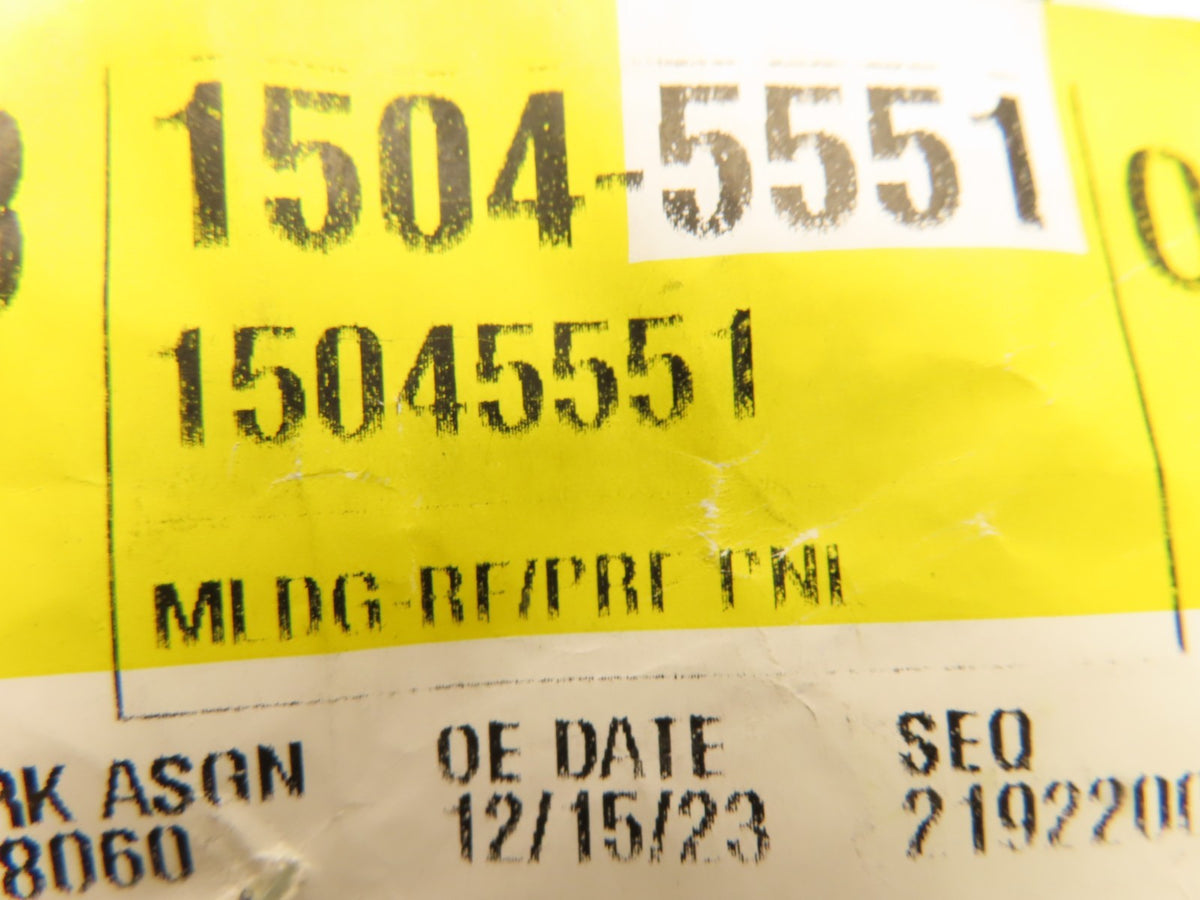 1504-5551
15045551
MLDG-RF/PRF PNL
RK ASGN
8060
OE DATE
12/15/23
SEQ
219220